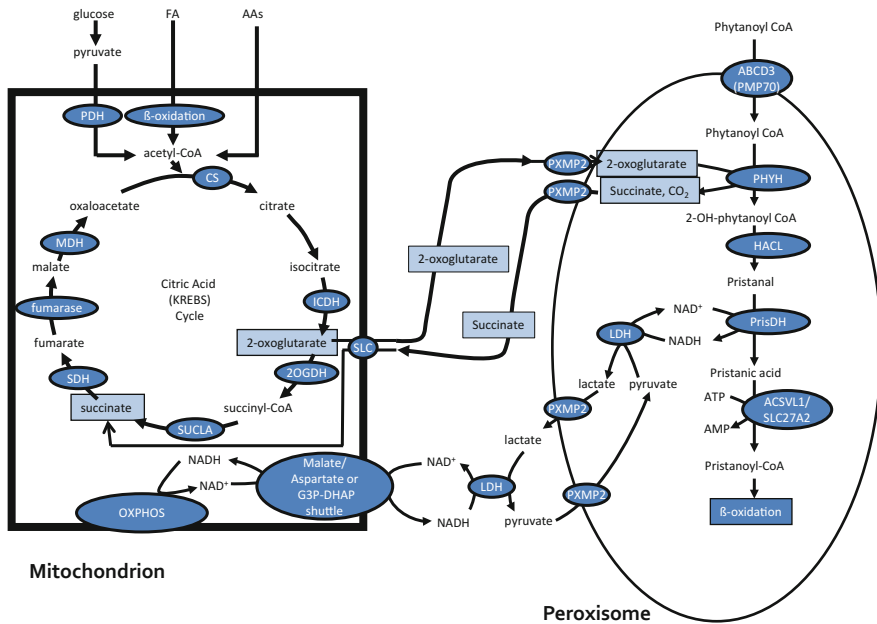 glucose
FA
AAs
pyruvate
PDH
ß-oxidation
acetyl-CoA
CS
oxaloacetate
citrate
MDH
malate
isocitrate
Citric Acid
(KREBS)
Cycle
ICDH
fumarase
2-oxoglutarate
SLC
fumarate
2OGDH
SDH
succinyl-CoA
succinate
SUCLA
NADH
NAD⁺
OXPHOS
Malate/
Aspartate or
G3P-DHAP
shuttle
Mitochondrion
2-oxoglutarate
Succinate
NAD⁺
LDH
NADH
lactate
pyruvate
PXMP2
PXMP2
PXMP2
PXMP2
Phytanoyl CoA
ABCD3
(PMP70)
Phytanoyl CoA
2-oxoglutarate
PHYH
Succinate, CO₂
2-OH-phytanoyl CoA
HACL
Pristanal
NAD⁺
LDH
PrisDH
NADH
lactate
pyruvate
Pristanic acid
ATP
ACSVL1/
SLC27A2
AMP
Pristanoyl-CoA
ß-oxidation
Peroxisome